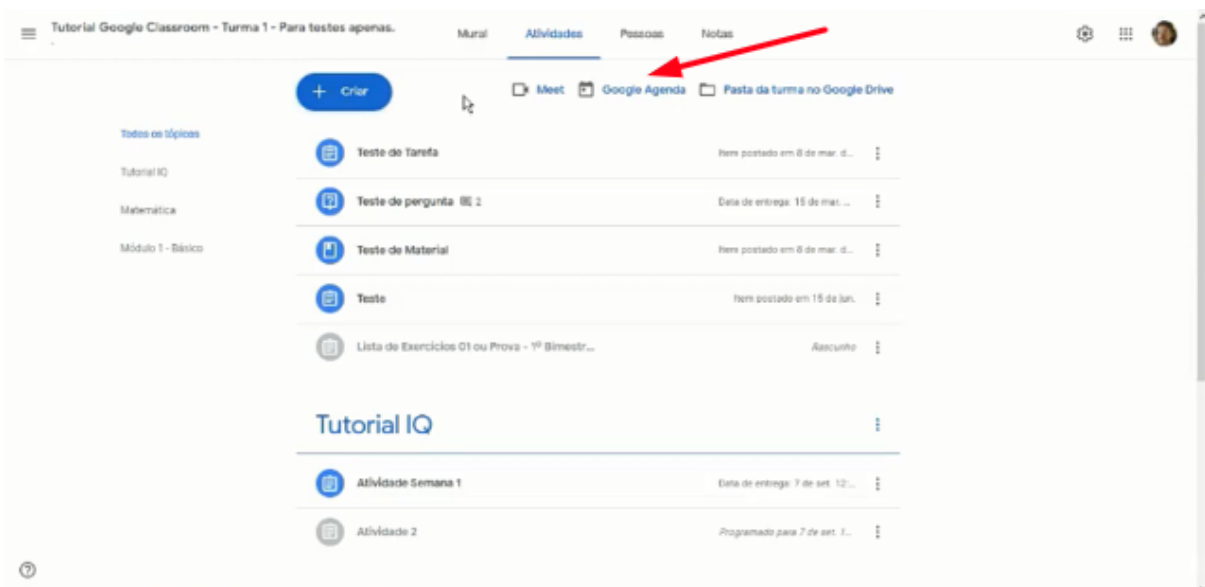 Tutorial Google Classroom - Turma 1 - Para testes apenas.
Mural Atividades Pessoas Notas
+ Criar
Meet Google Agenda Pasta da turma no Google Drive
Todos os tópicos
Tutorial IQ
Matemática
Módulo 1 - Básico
Teste de Tarefa Item postado em 8 de mar. d...
Teste de pergunta 2 Data de entrega: 15 de mar. ...
Teste de Material Item postado em 8 de mar. d...
Teste Item postado em 15 de jun.
Lista de Exercícios 01 ou Prova - 1º Bimestr... Rascunho
Tutorial IQ
Atividade Semana 1 Data de entrega: 7 de set. 12:...
Atividade 2 Programado para 7 de set. 1...